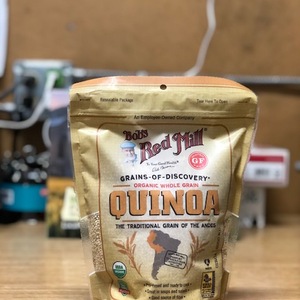 Resealable Package
Tear Here To Open
An Employee-Owned Company
Bob's
Red Mill
GF
GRAINS-OF-DISCOVERY
ORGANIC WHOLE GRAIN
QUINOA
THE TRADITIONAL GRAIN OF THE ANDES
USDA